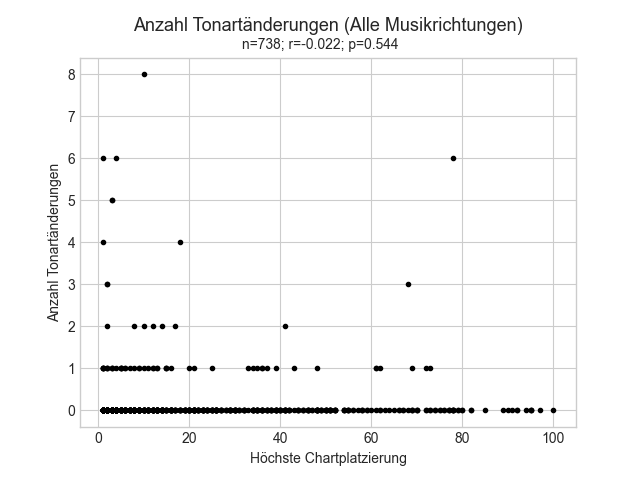 Anzahl Tonartänderungen (Alle Musikrichtungen)
n=738; r=-0.022; p=0.544
8
7
6
5
4
3
2
1
0
Anzahl Tonartänderungen
0 20 40 60 80 100
Höchste Chartplatzierung